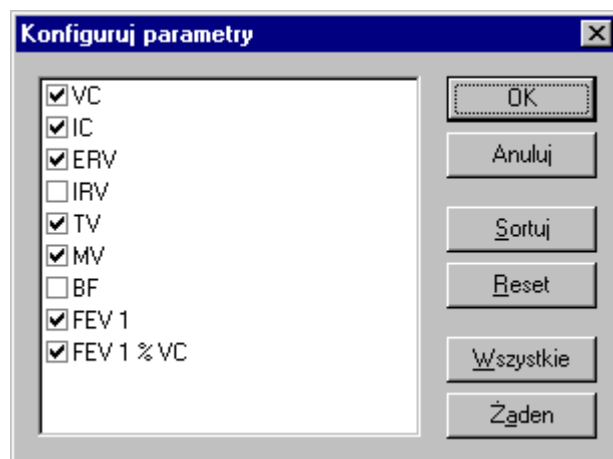 Konfiguruj parametry
VC
IC
ERV
IRV
TV
MV
BF
FEV 1
FEV 1 % VC
OK
Anuluj
Sortuj
Reset
Wszystkie
Żaden